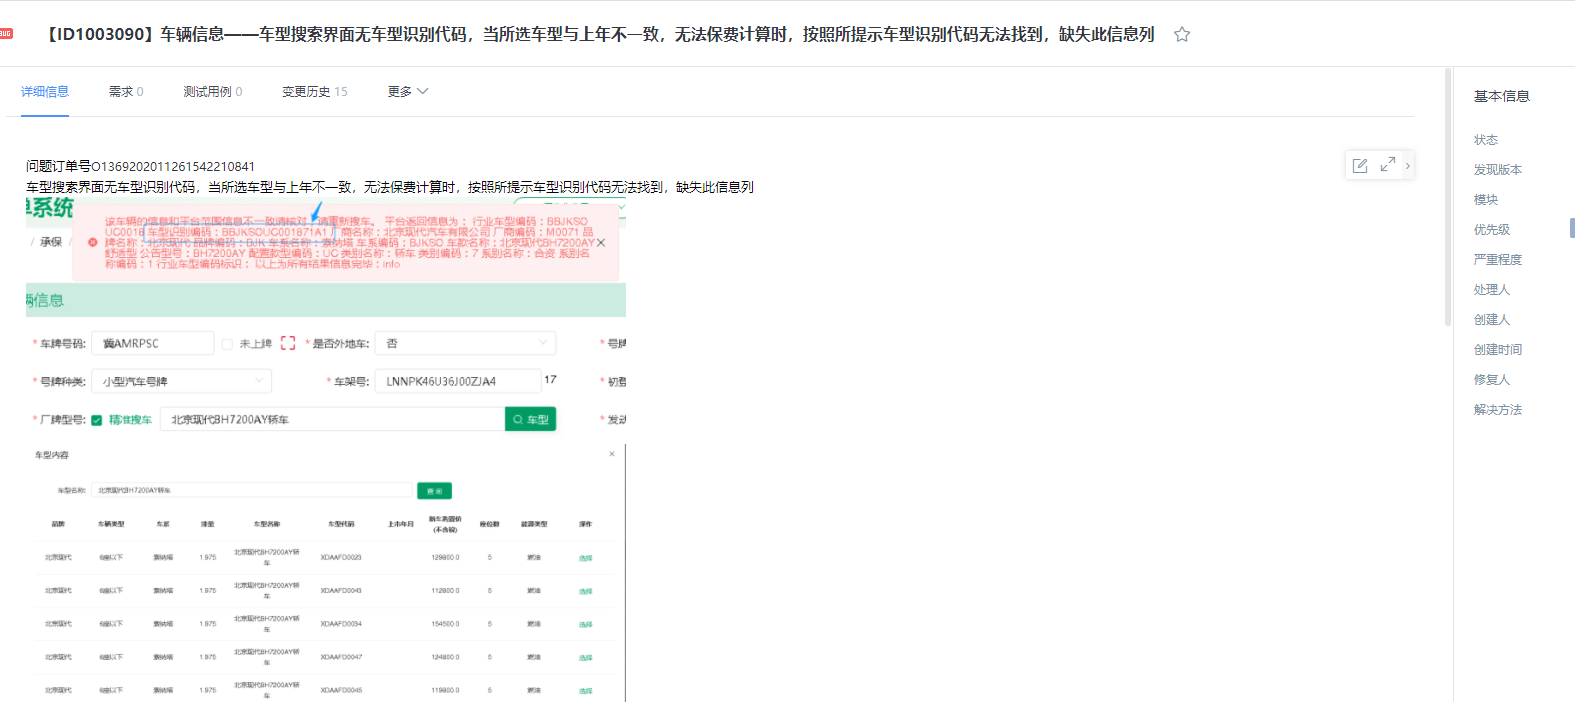 BUG
【ID1003090】车辆信息——车型搜索界面无车型识别代码，当所选车型与上年不一致，无法保费计算时，按照所提示车型识别代码无法找到，缺失此信息列
详细信息 需求 0 测试用例 0 变更历史 15 更多
问题订单号O1369202011261542210841
车型搜索界面无车型识别代码，当所选车型与上年不一致，无法保费计算时，按照所提示车型识别代码无法找到，缺失此信息列
单系统
/ 承保 /
该车辆的信息和平台范围信息不一致请核对，请重新搜车。 平台返回信息为： 行业车型编码：BBJKSO
UC0018 车型识别编码：BBJKSOUC001871A1 厂商名称：北京现代汽车有限公司 厂商编码：M0071 品
牌名称：北京现代 品牌编码：BJK 车系名称：索纳塔 车系编码：BJKSO 车款名称：北京现代BH7200AY
舒适型 公告型号：BH7200AY 配置款型编码：UC 类别名称：轿车 类别编码：7 系别名称：合资 系别名
称编码：1 行业车型编码标识： 以上为所有结果信息完毕：info
辆信息
* 车牌号码: 冀AMRPSC 未上牌 * 是否外地车: 否 * 号牌
* 号牌种类: 小型汽车号牌 * 车架号: LNNPK46U36J00ZJA4 17 * 初登
* 厂牌型号: 精准搜车 北京现代BH7200AY轿车 车型 * 发动
车型内容 ×
车型名称: 北京现代BH7200AY轿车 查询
品牌 车辆类型 车系 排量 车型名称 车型代码 上市年月 新车购置价(不含税) 座位数 能源类型 操作
北京现代 6座以下 索纳塔 1.975 北京现代BH7200AY轿车 XDAAFD0023 129800.0 5 燃油 选择
北京现代 6座以下 索纳塔 1.975 北京现代BH7200AY轿车 XDAAFD0043 112800.0 5 燃油 选择
北京现代 6座以下 索纳塔 1.975 北京现代BH7200AY轿车 XDAAFD0034 154500.0 5 燃油 选择
北京现代 6座以下 索纳塔 1.975 北京现代BH7200AY轿车 XDAAFD0047 124800.0 5 燃油 选择
北京现代 6座以下 索纳塔 1.975 北京现代BH7200AY轿车 XDAAFD0045 119800.0 5 燃油 选择
基本信息
状态
发现版本
模块
优先级
严重程度
处理人
创建人
创建时间
修复人
解决方法